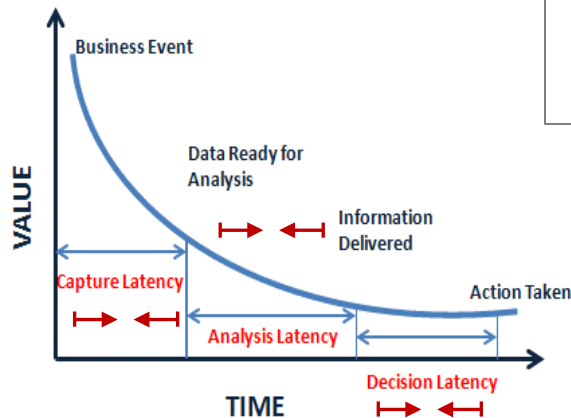 Business Event
Data Ready for
Analysis
Information
Delivered
VALUE
Capture Latency
Action Taken
Analysis Latency
Decision Latency
TIME